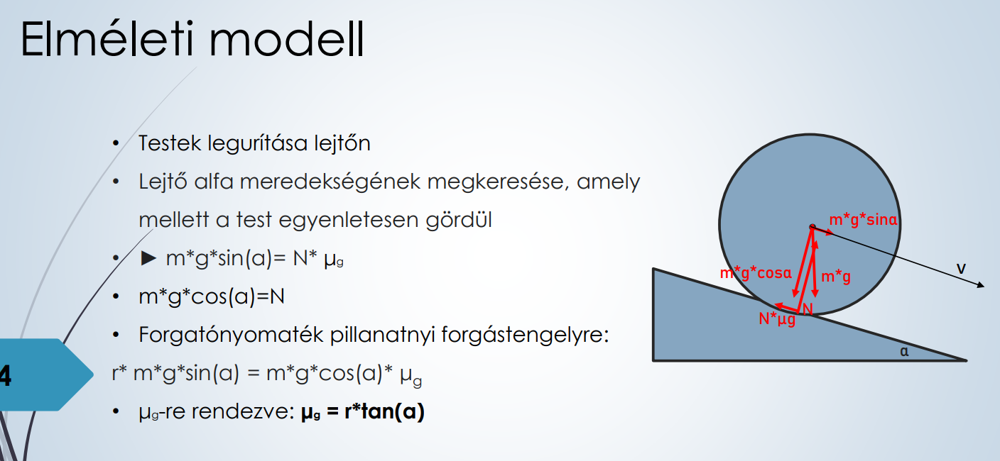 Elméleti modell
• Testek legurítása lejtőn
• Lejtő alfa meredekségének megkeresése, amely
mellett a test egyenletesen gördül
• ► m*g*sin(a)= N* μg
• m*g*cos(a)=N
• Forgatónyomaték pillanatnyi forgástengelyre:
r* m*g*sin(a) = m*g*cos(a)* μg
• μg-re rendezve: μg = r*tan(a)
4
m*g*sinα
v
m*g*cosα
m*g
N
N*μg
α